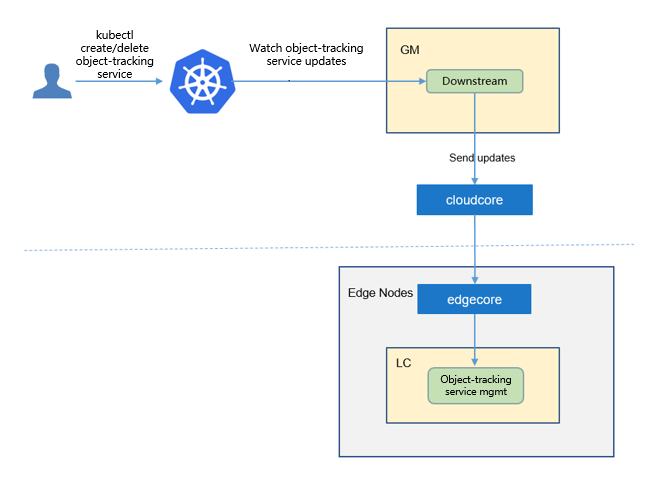 kubectl
create/delete
object-tracking
service
Watch object-tracking
service updates
GM
Downstream
Send updates
cloudcore
Edge Nodes
edgecore
LC
Object-tracking
service mgmt